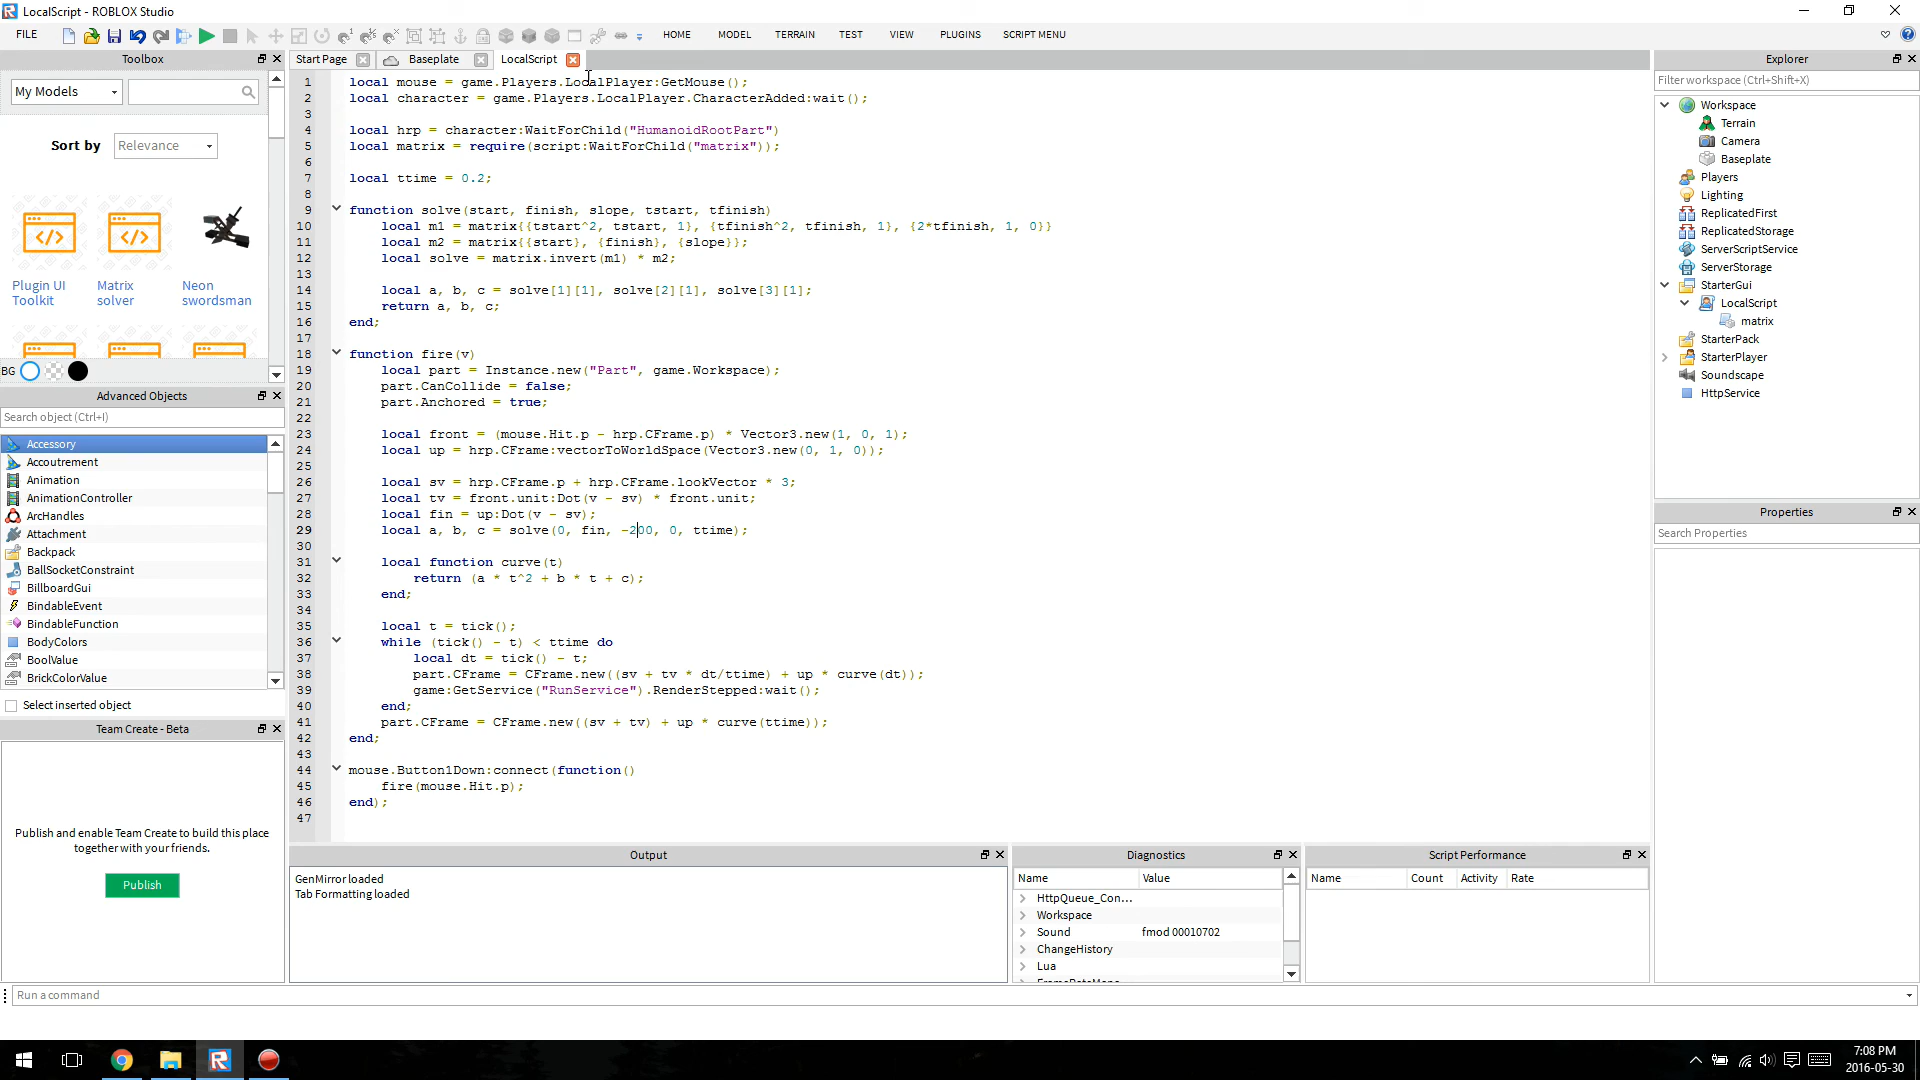 LocalScript - ROBLOX Studio
FILE
HOME
MODEL
TERRAIN
TEST
VIEW
PLUGINS
SCRIPT MENU
Toolbox
My Models
Sort by
Relevance
Plugin UI Toolkit
Matrix solver
Neon swordsman
BG
Advanced Objects
Search object (Ctrl+I)
Accessory
Accoutrement
Animation
AnimationController
ArcHandles
Attachment
Backpack
BallSocketConstraint
BillboardGui
BindableEvent
BindableFunction
BodyColors
BoolValue
BrickColorValue
Select inserted object
Team Create - Beta
Publish and enable Team Create to build this place
together with your friends.
Publish
Start Page
Baseplate
LocalScript
1 local mouse = game.Players.LocalPlayer:GetMouse();
2 local character = game.Players.LocalPlayer.CharacterAdded:wait();
3
4 local hrp = character:WaitForChild("HumanoidRootPart")
5 local matrix = require(script:WaitForChild("matrix"));
6
7 local ttime = 0.2;
8
9 function solve(start, finish, slope, tstart, tfinish)
10 local m1 = matrix{{tstart^2, tstart, 1}, {tfinish^2, tfinish, 1}, {2*tfinish, 1, 0}}
11 local m2 = matrix{{start}, {finish}, {slope}};
12 local solve = matrix.invert(m1) * m2;
13
14 local a, b, c = solve[1][1], solve[2][1], solve[3][1];
15 return a, b, c;
16 end;
17
18 function fire(v)
19 local part = Instance.new("Part", game.Workspace);
20 part.CanCollide = false;
21 part.Anchored = true;
22
23 local front = (mouse.Hit.p - hrp.CFrame.p) * Vector3.new(1, 0, 1);
24 local up = hrp.CFrame:vectorToWorldSpace(Vector3.new(0, 1, 0));
25
26 local sv = hrp.CFrame.p + hrp.CFrame.lookVector * 3;
27 local tv = front.unit:Dot(v - sv) * front.unit;
28 local fin = up:Dot(v - sv);
29 local a, b, c = solve(0, fin, -200, 0, ttime);
30
31 local function curve(t)
32 return (a * t^2 + b * t + c);
33 end;
34
35 local t = tick();
36 while (tick() - t) < ttime do
37 local dt = tick() - t;
38 part.CFrame = CFrame.new((sv + tv * dt/ttime) + up * curve(dt));
39 game:GetService("RunService").RenderStepped:wait();
40 end;
41 part.CFrame = CFrame.new((sv + tv) + up * curve(ttime));
42 end;
43
44 mouse.Button1Down:connect(function()
45 fire(mouse.Hit.p);
46 end);
47
Output
GenMirror loaded
Tab Formatting loaded
Diagnostics
Name Value
HttpQueue_Con...
Workspace
Sound fmod 00010702
ChangeHistory
Lua
Script Performance
Name Count Activity Rate
Explorer
Filter workspace (Ctrl+Shift+X)
Workspace
Terrain
Camera
Baseplate
Players
Lighting
ReplicatedFirst
ReplicatedStorage
ServerScriptService
ServerStorage
StarterGui
LocalScript
matrix
StarterPack
StarterPlayer
Soundscape
HttpService
Properties
Search Properties
Run a command
7:08 PM
2016-05-30